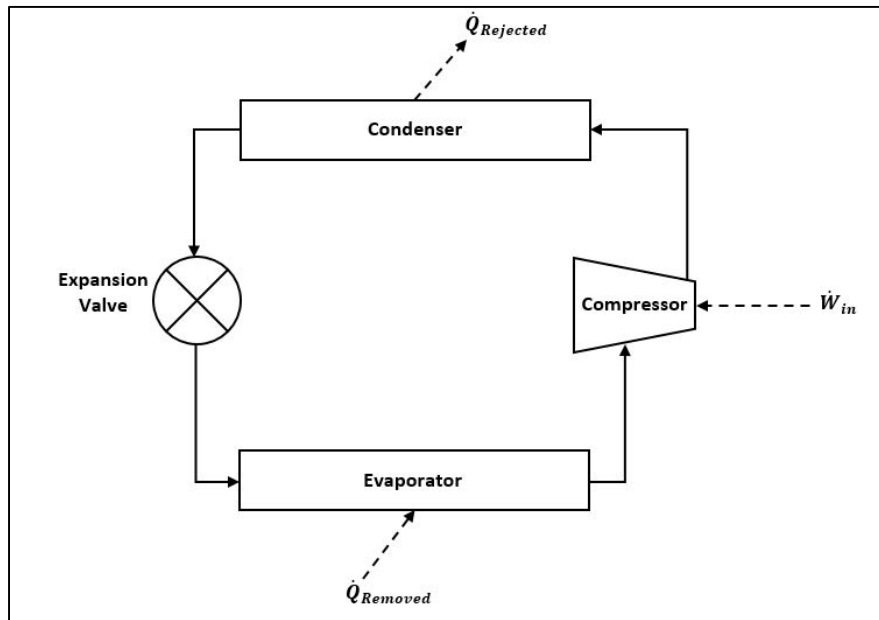 Q̇Rejected
Condenser
Expansion
Valve
Compressor
Ẇin
Evaporator
Q̇Removed